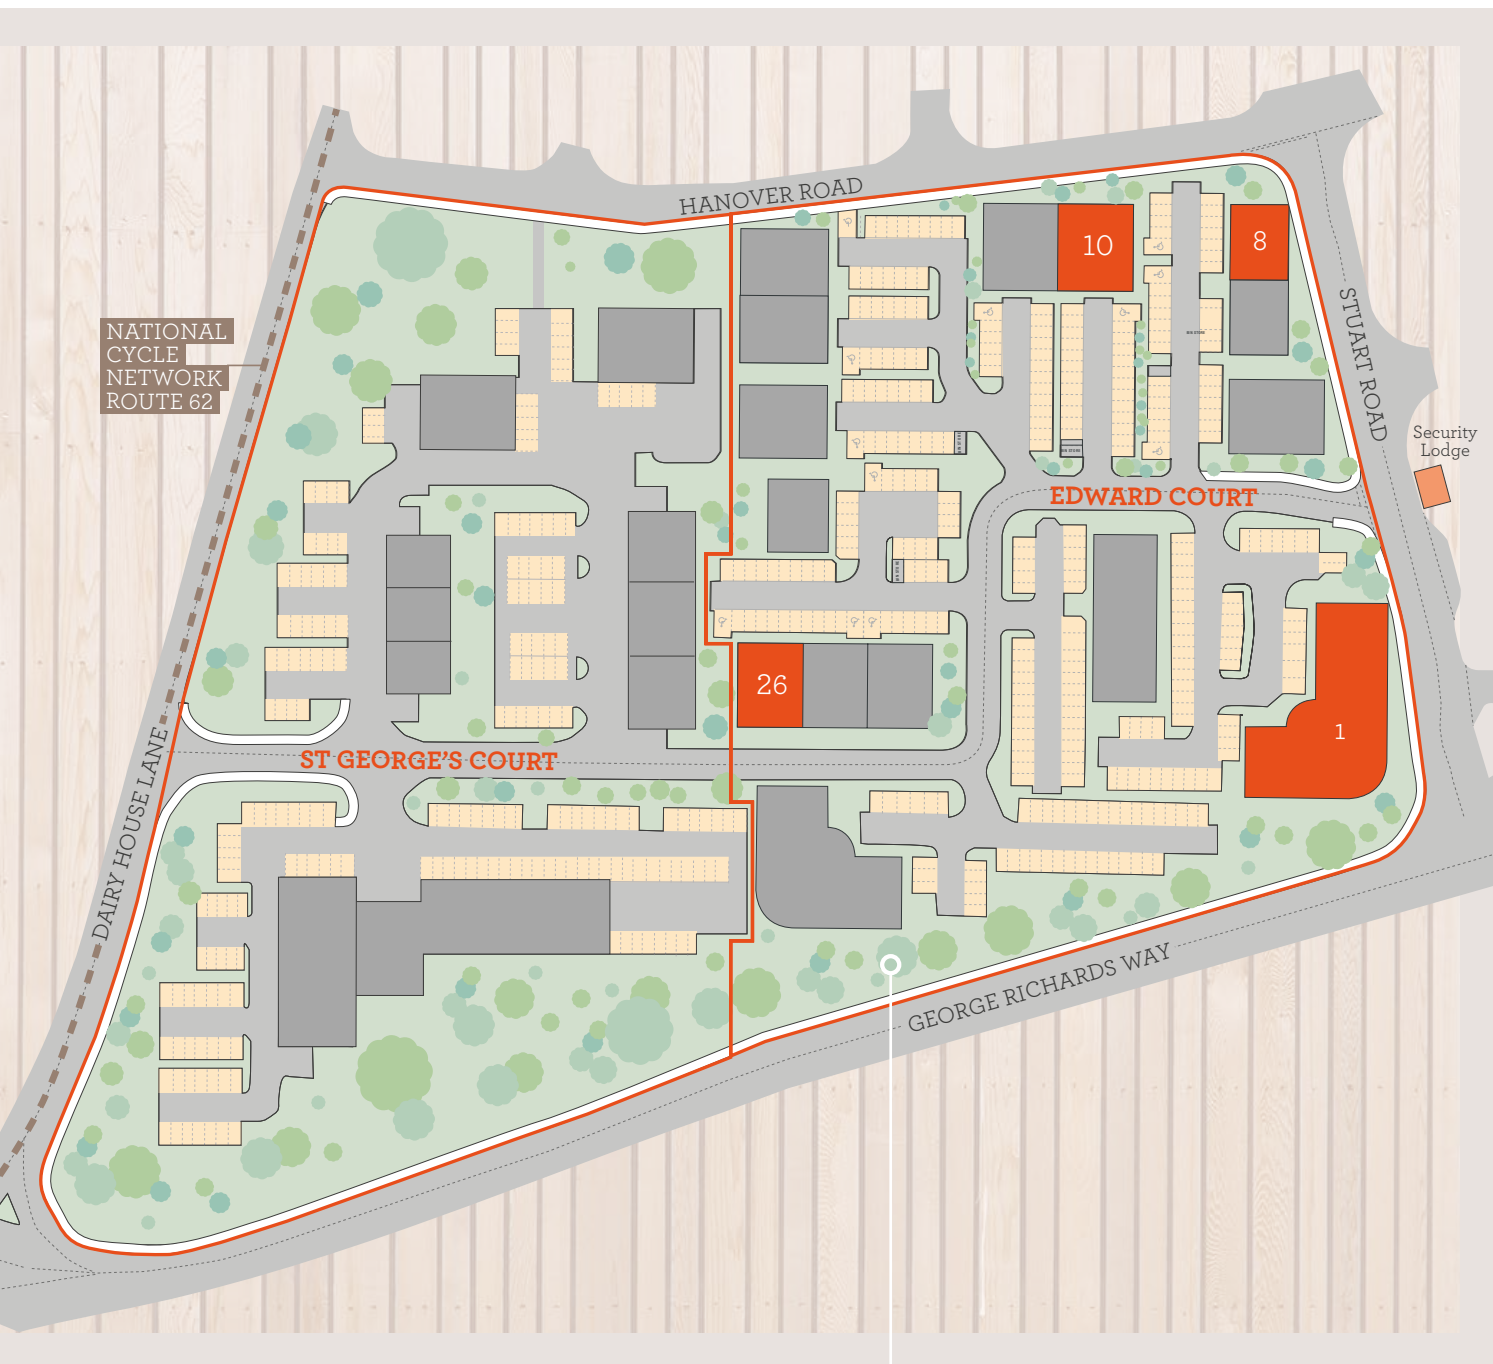 HANOVER ROAD
10
8
NATIONAL
CYCLE
NETWORK
ROUTE 62
STUART ROAD
Security
Lodge
EDWARD COURT
26
1
ST GEORGE'S COURT
DAIRY HOUSE LANE
GEORGE RICHARDS WAY